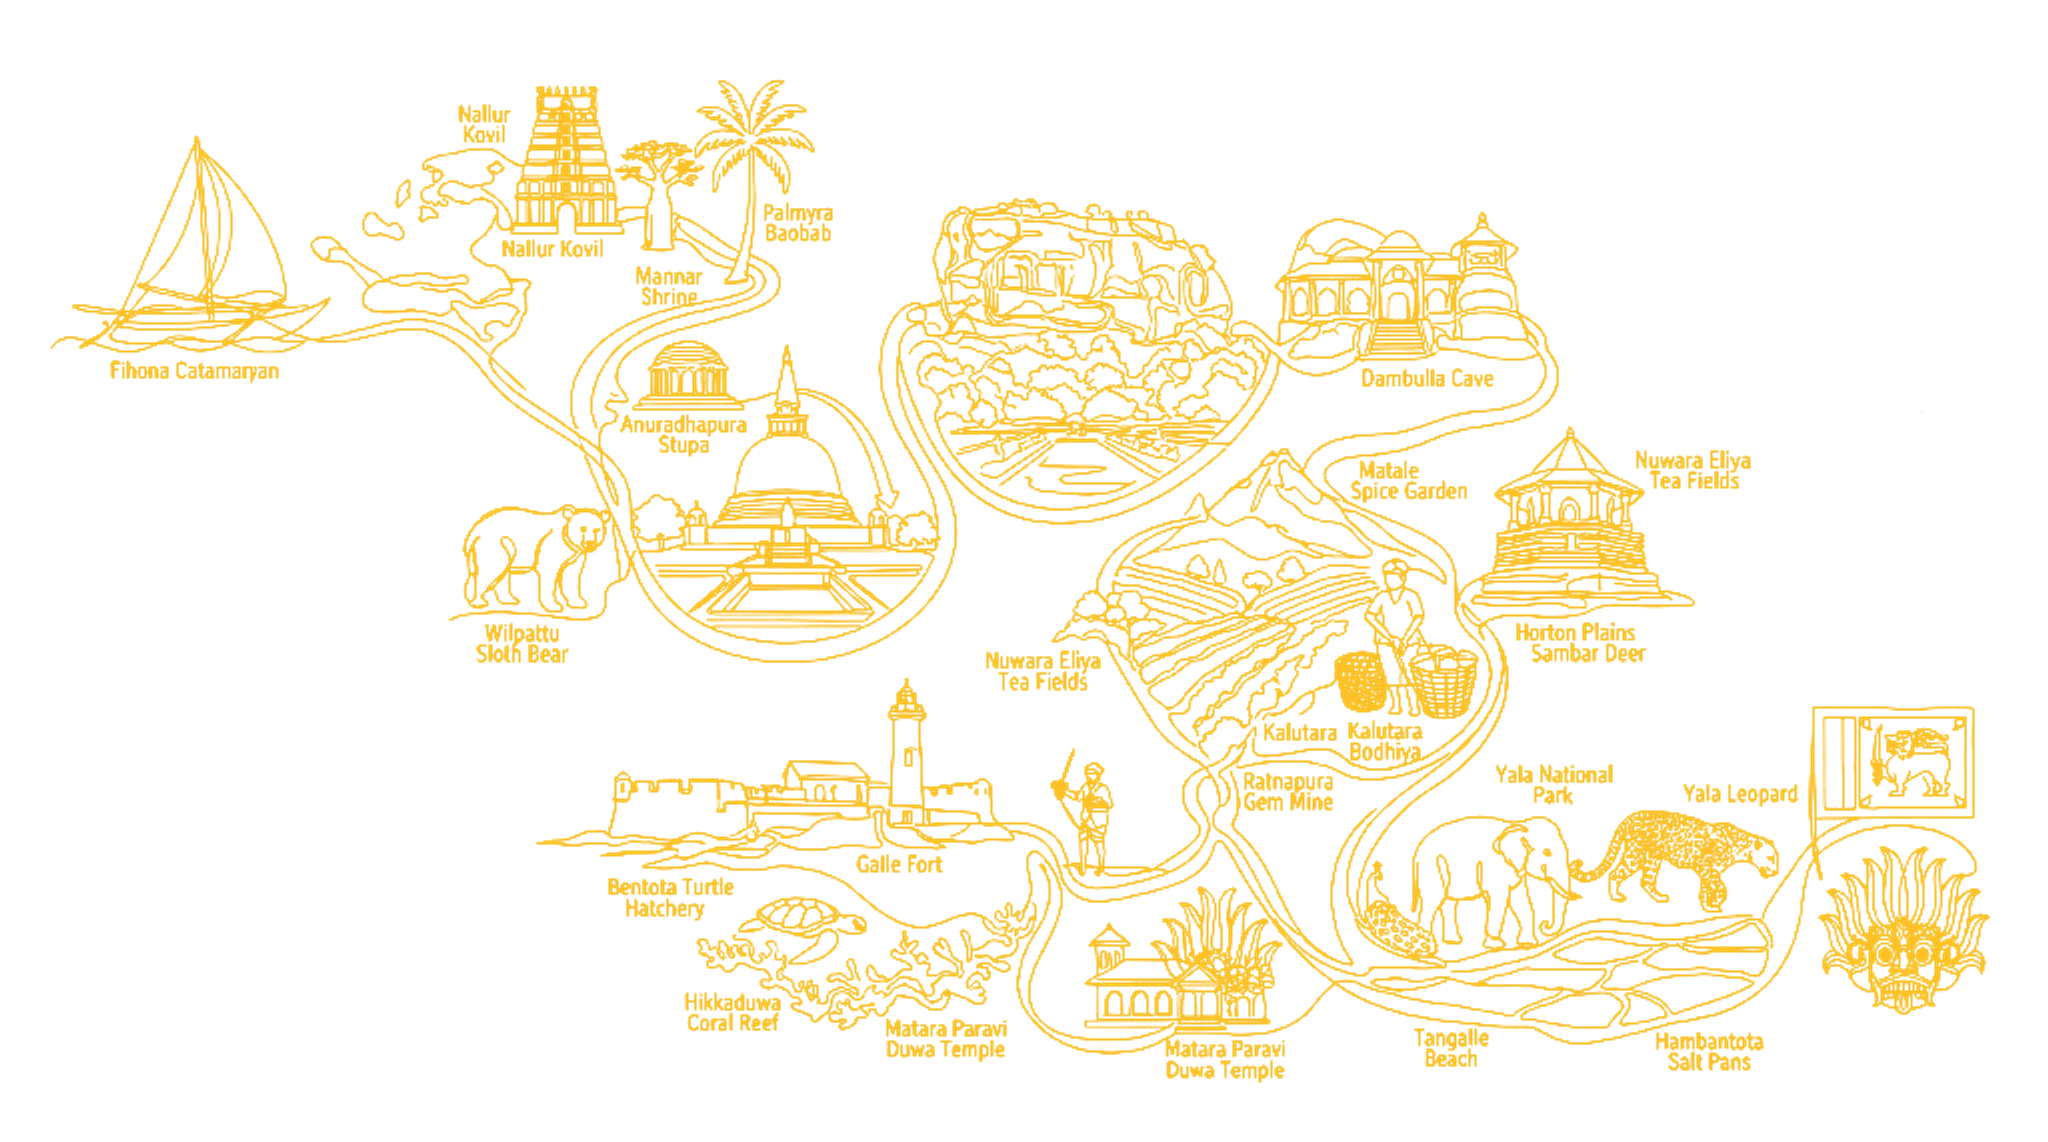 Nallur
Kovil
Nallur Kovil
Palmyra
Baobab
Mannar
Shrine
Fihona Catamaryan
Anuradhapura
Stupa
Dambulla Cave
Matale
Spice Garden
Nuwara Eliya
Tea Fields
Wilpattu
Sloth Bear
Horton Plains
Sambar Deer
Nuwara Eliya
Tea Fields
Kalutara
Kalutara
Bodhiya
Ratnapura
Gem Mine
Yala National
Park
Yala Leopard
Galle Fort
Bentota Turtle
Hatchery
Hikkaduwa
Coral Reef
Matara Paravi
Duwa Temple
Matara Paravi
Duwa Temple
Tangalle
Beach
Hambantota
Salt Pans